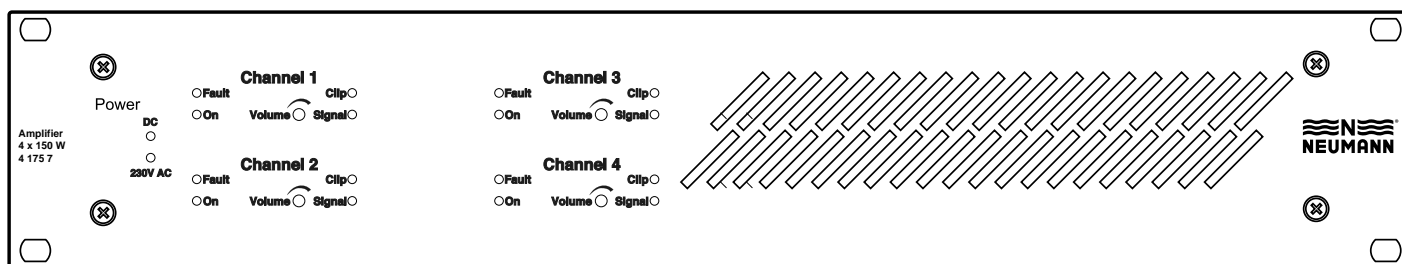 Amplifier
4 x 150 W
4 175 7
Power
DC
230V AC
Channel 1
Fault Clip
On Volume Signal
Channel 2
Fault Clip
On Volume Signal
Channel 3
Fault Clip
On Volume Signal
Channel 4
Fault Clip
On Volume Signal
N ®
NEUMANN